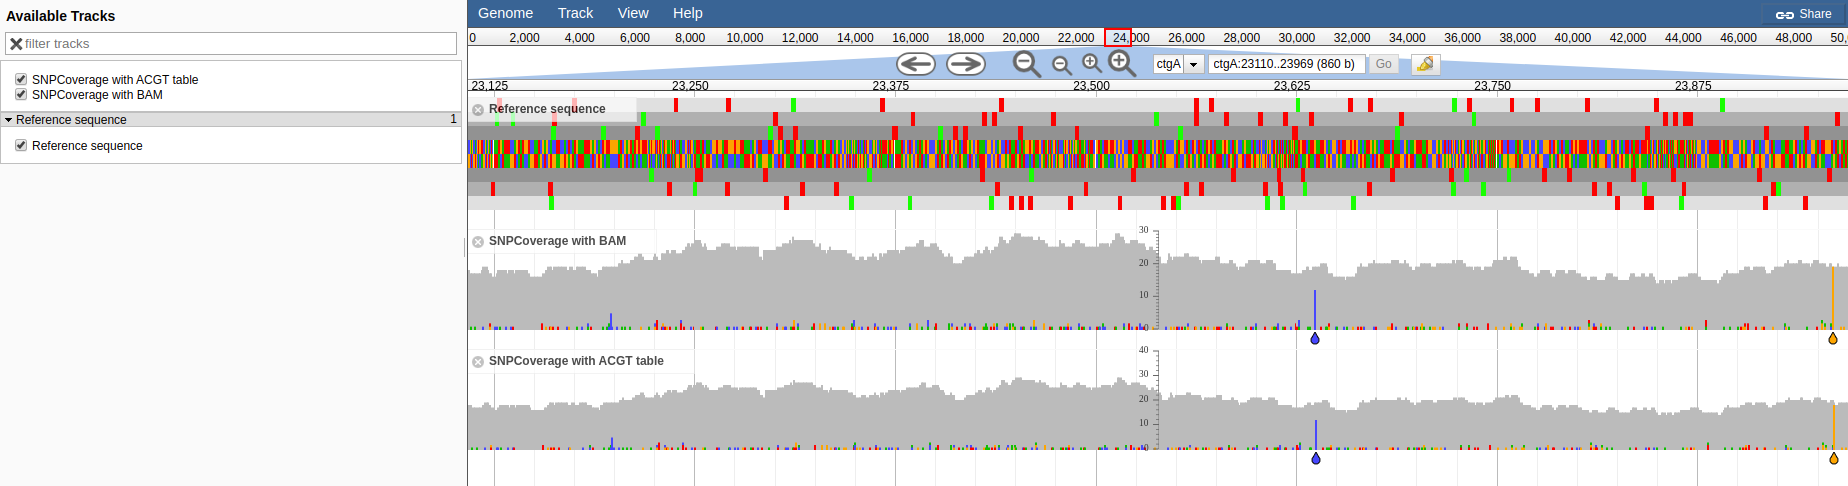 Available Tracks
filter tracks
SNPCoverage with ACGT table
SNPCoverage with BAM
Reference sequence 1
Reference sequence
Genome Track View Help Share
0 2,000 4,000 6,000 8,000 10,000 12,000 14,000 16,000 18,000 20,000 22,000 24,000 26,000 28,000 30,000 32,000 34,000 36,000 38,000 40,000 42,000 44,000 46,000 48,000 50,
ctgA ctgA:23110..23969 (860 b) Go
23,125 23,250 23,375 23,500 23,625 23,750 23,875
Reference sequence
SNPCoverage with BAM
30
20
10
0
SNPCoverage with ACGT table
40
30
20
10
0